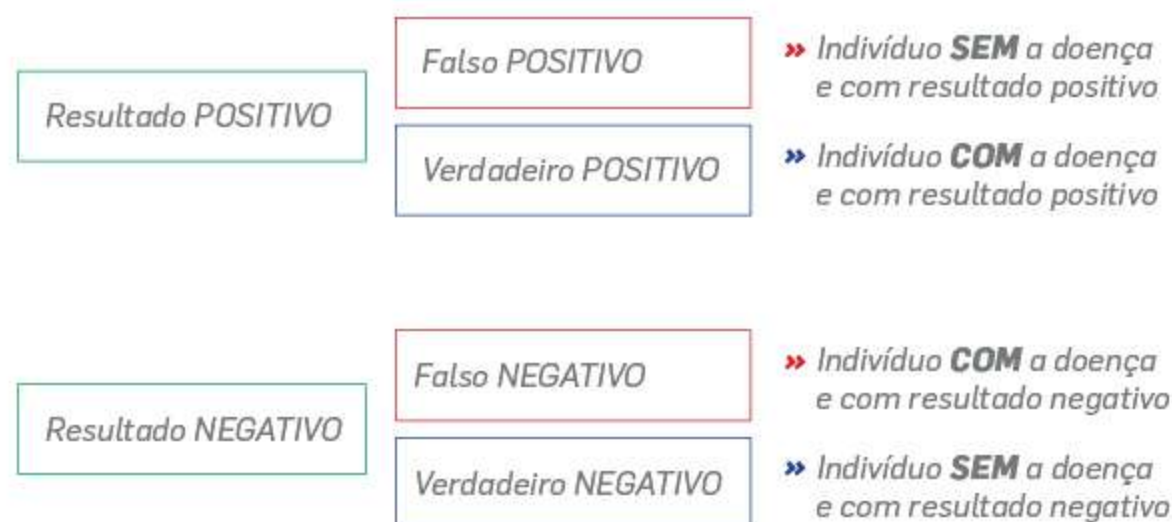 Resultado POSITIVO
Falso POSITIVO
» Indivíduo SEM a doença
e com resultado positivo
Verdadeiro POSITIVO
» Indivíduo COM a doença
e com resultado positivo
Resultado NEGATIVO
Falso NEGATIVO
» Indivíduo COM a doença
e com resultado negativo
Verdadeiro NEGATIVO
» Indivíduo SEM a doença
e com resultado negativo